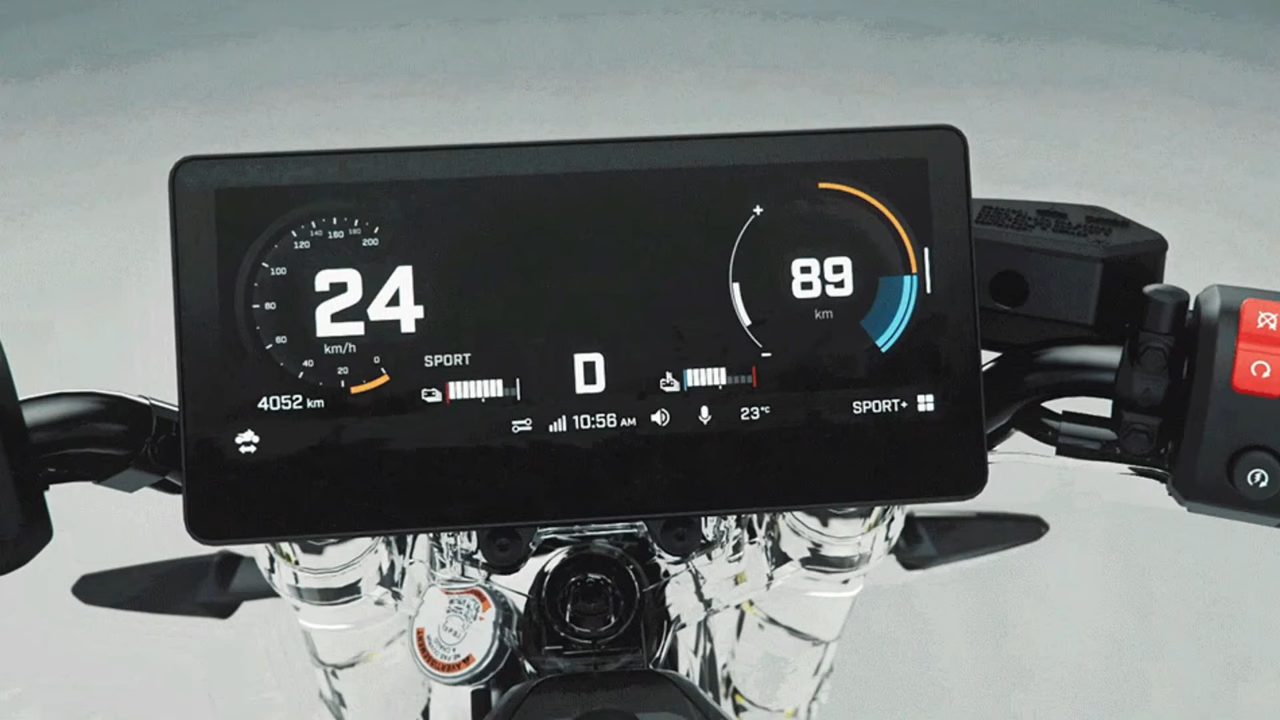 140 160 180
120 200
100
80
60
40
20
0
24
km/h
4052 km
SPORT
D
10:56 AM
23°C
+
89
km
−
SPORT+
AVERTISSEMENT